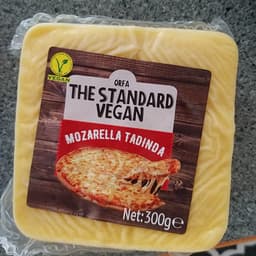 VEGAN
ORFA
THE STANDARD
VEGAN
MOZARELLA TADINDA
Net:300g℮